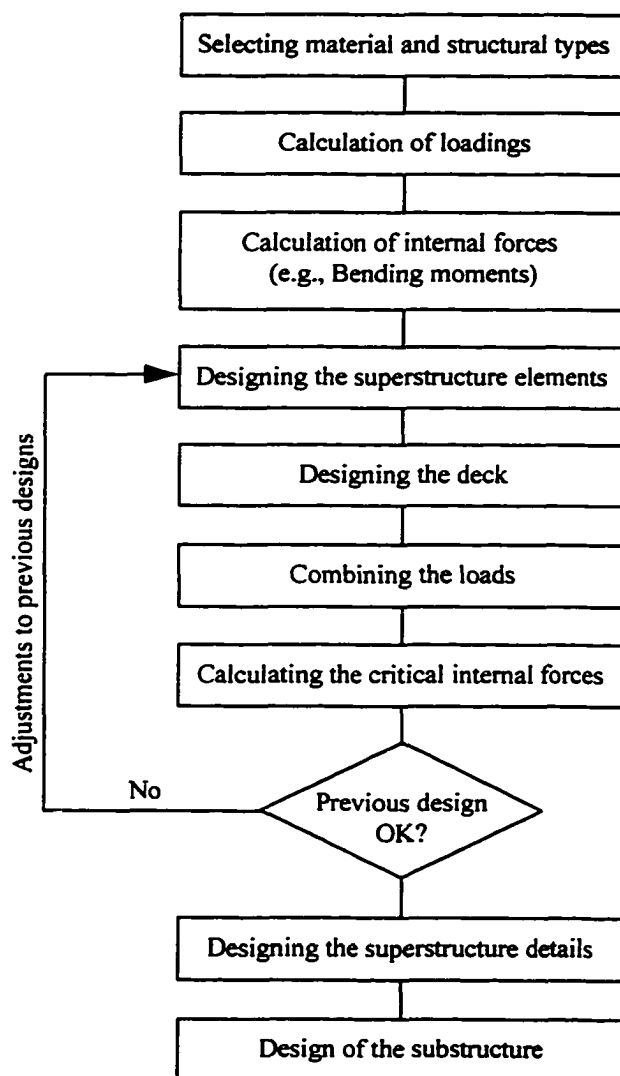 Selecting material and structural types
Calculation of loadings
Calculation of internal forces
(e.g., Bending moments)
Designing the superstructure elements
Designing the deck
Combining the loads
Calculating the critical internal forces
Adjustments to previous designs
No
Previous design
OK?
Designing the superstructure details
Design of the substructure